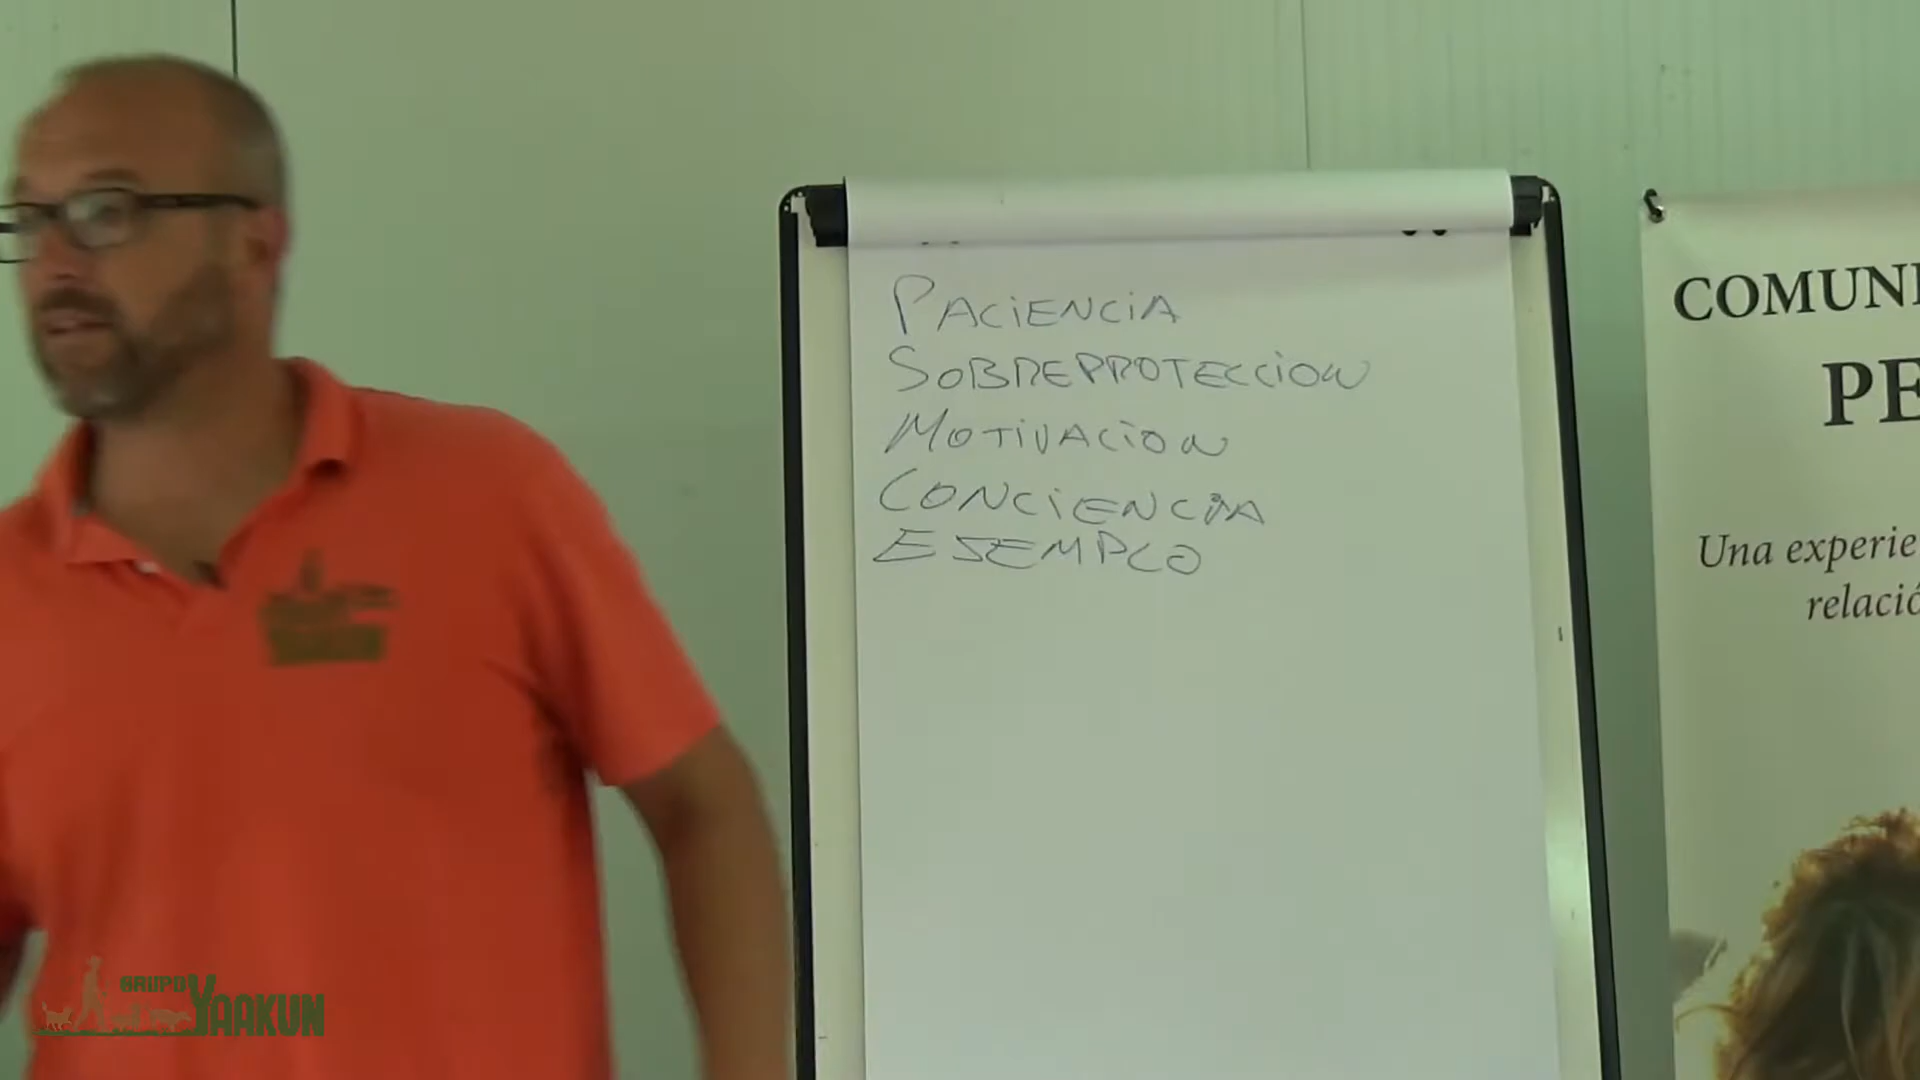 PACIENCIA
SOBREPROTECCION
MOTIVACION
CONCIENCIA
EJEMPLO
COMUNI
PE
Una experie
relació
GRUPO
YAAKUN